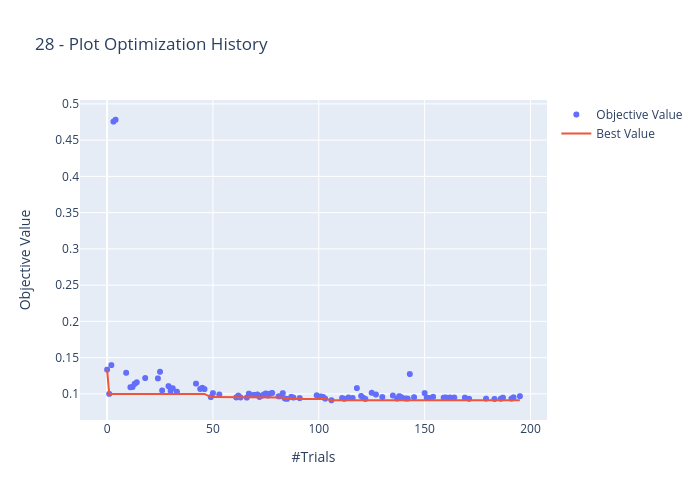 28 - Plot Optimization History
Objective Value
0.5
0.45
0.4
0.35
0.3
0.25
0.2
0.15
0.1
0
50
100
150
200
#Trials
Objective Value
Best Value